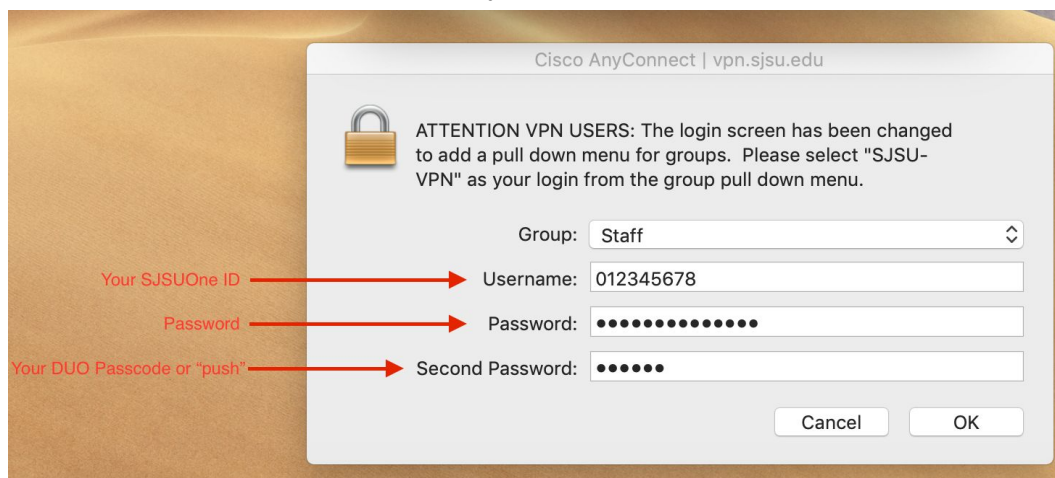 Cisco AnyConnect | vpn.sjsu.edu
ATTENTION VPN USERS: The login screen has been changed
to add a pull down menu for groups.  Please select "SJSU-
VPN" as your login from the group pull down menu.
Group: Staff
Your SJSUOne ID Username: 012345678
Password Password: ••••••••••••••
Your DUO Passcode or “push” Second Password: ••••••
Cancel OK